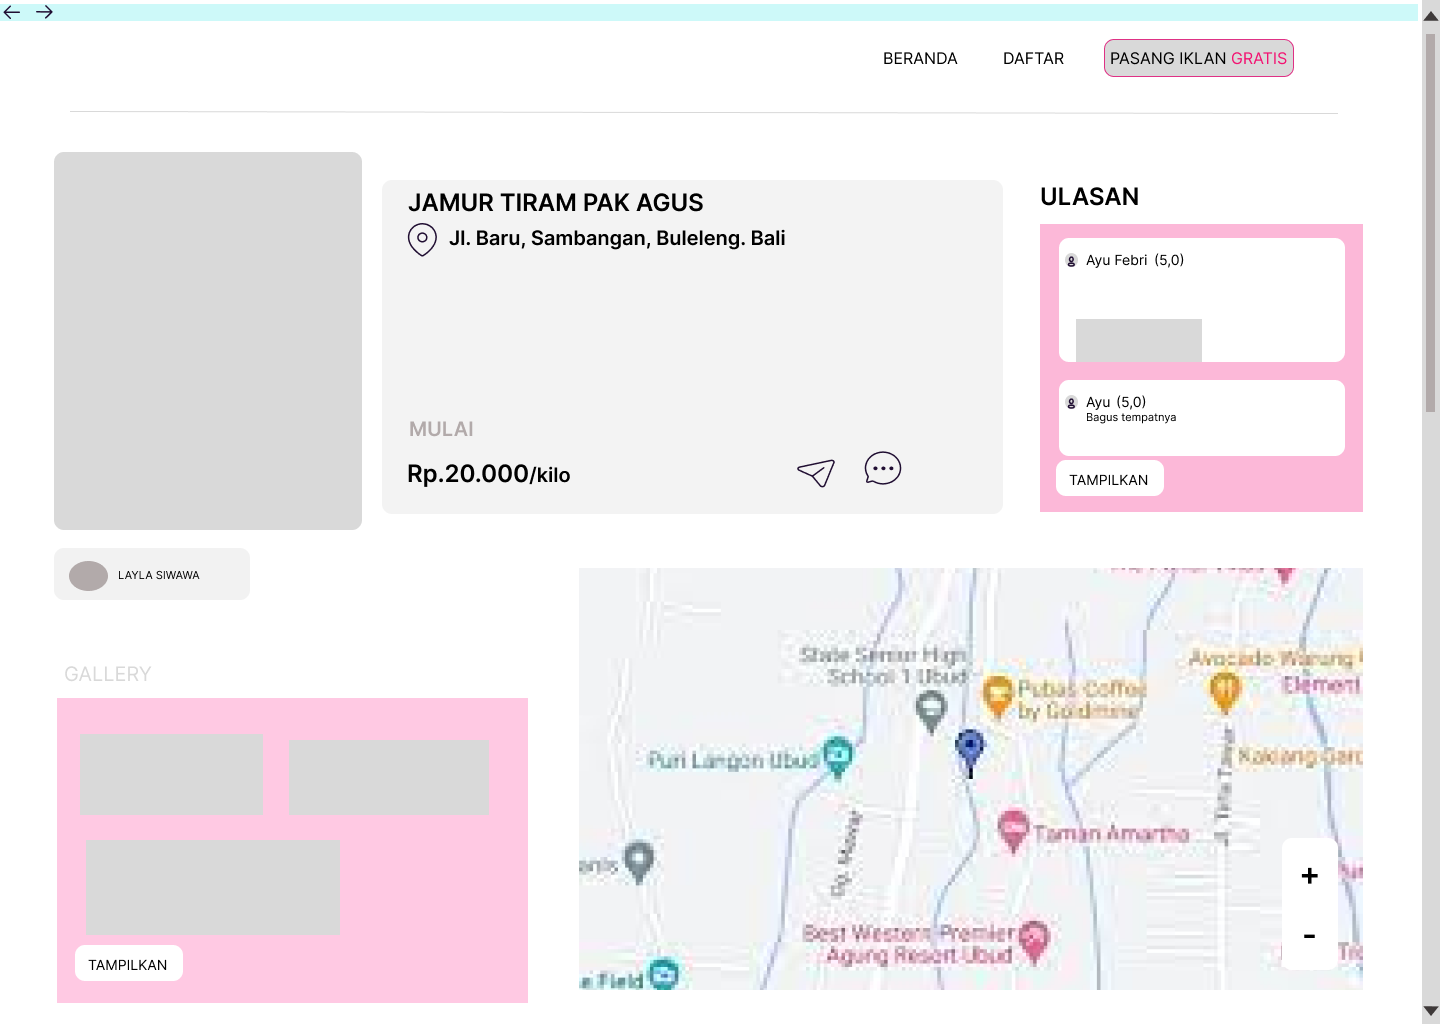 BERANDA
DAFTAR
PASANG IKLAN GRATIS
JAMUR TIRAM PAK AGUS
Jl. Baru, Sambangan, Buleleng. Bali
MULAI
Rp.20.000/kilo
ULASAN
Ayu Febri (5,0)
Ayu (5,0)
Bagus tempatnya
TAMPILKAN
LAYLA SIWAWA
GALLERY
TAMPILKAN
State Senior High
School 1 Ubud
Pubas Coffee
by Goldmine
Avocado Warung
Element
Puri Langon Ubud
Taman Amartha
Best Western Premier
Agung Resort Ubud
e Field
+
-